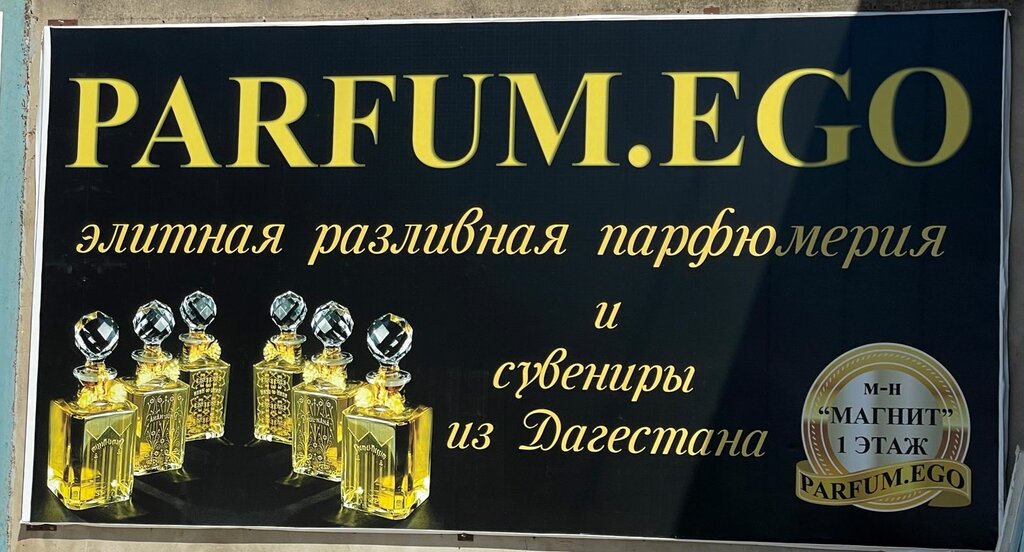 PARFUM.EGO
элитная разливная парфюмерия
и
сувениры
из Дагестана
м-н
"МАГНИТ"
1 ЭТАЖ
PARFUM.EGO